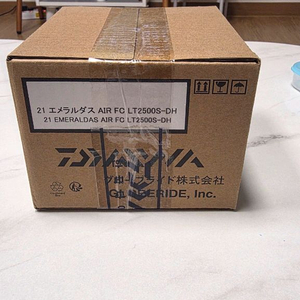 21 エメラルダス AIR FC LT2500S-DH
21 EMERALDAS AIR FC LT2500S-DH
DAIWA
グローブライド株式会社
GLOBERIDE, Inc.